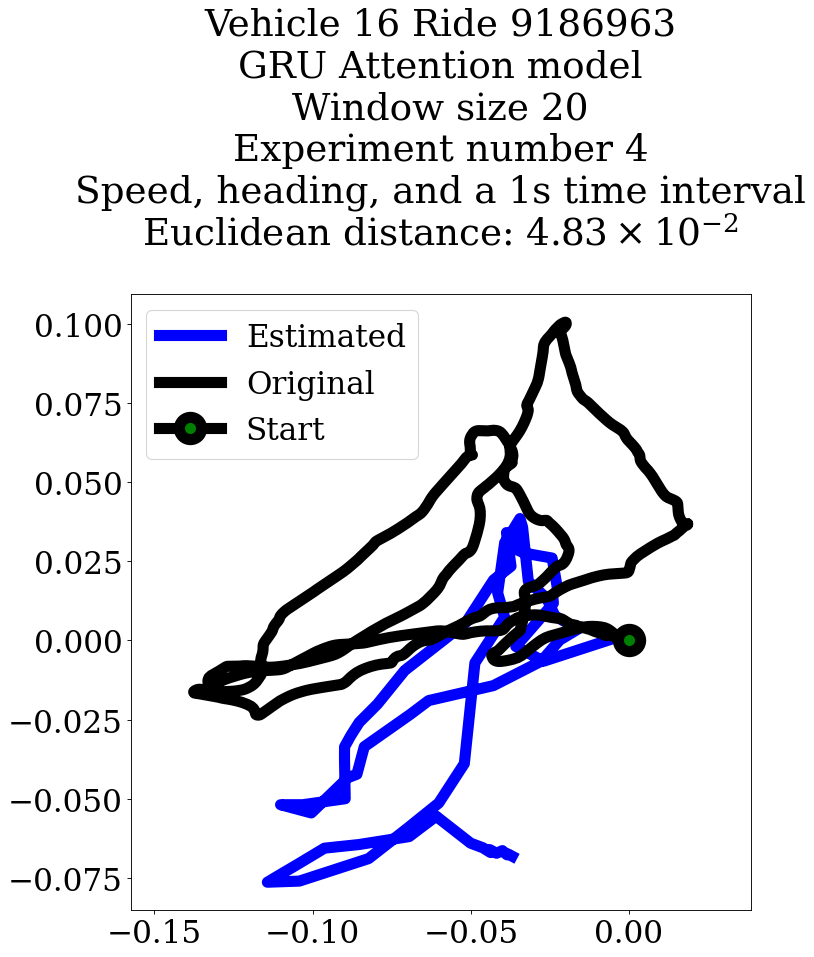 Vehicle 16 Ride 9186963
GRU Attention model
Window size 20
Experiment number 4
Speed, heading, and a 1s time interval
Euclidean distance: 4.83 × 10⁻²
Estimated
Original
Start
0.100
0.075
0.050
0.025
0.000
−0.025
−0.050
−0.075
−0.15
−0.10
−0.05
0.00